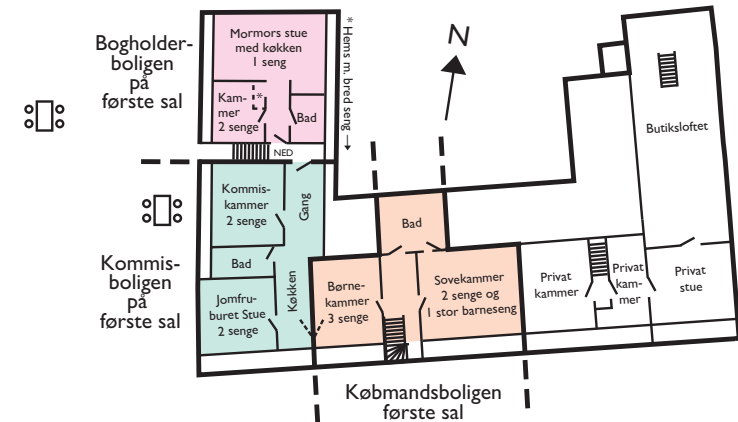 Bogholder-
boligen
på
første sal
Mormors stue
med køkken
1 seng
Kam-
mer
2 senge
*
Bad
NED
* Hems m. bred seng →
N
Butiksloftet
Kommis-
boligen
på
første sal
Kommis-
kammer
2 senge
Gang
Bad
Jomfru-
buret Stue
2 senge
Køkken
Bad
Børne-
kammer
3 senge
Sovekammer
2 senge og
1 stor barneseng
Privat
kammer
Privat
kam-
mer
Privat
stue
Købmandsboligen
første sal